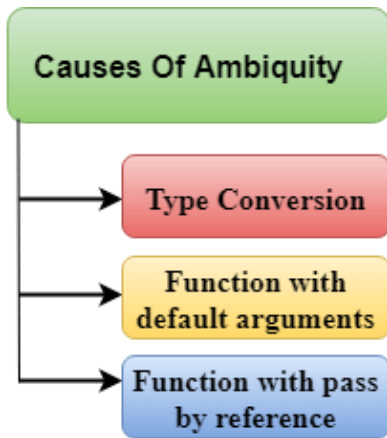 Causes Of Ambiquity
Type Conversion
Function with
default arguments
Function with pass
by reference